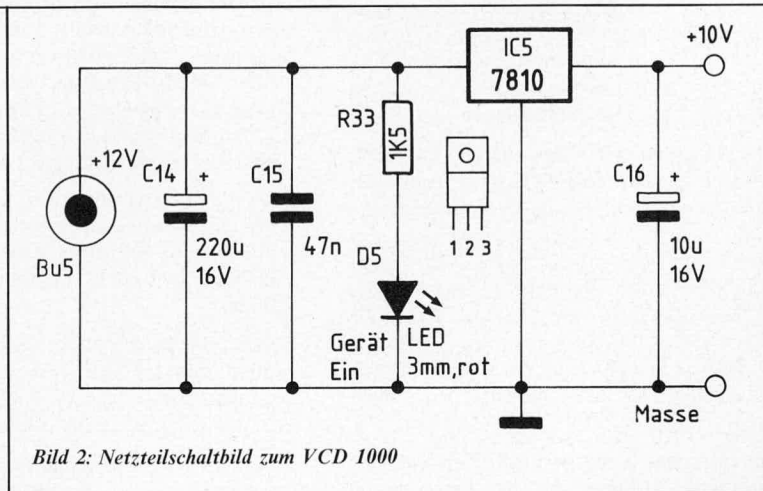 IC5
7810
+10V
R33
1K5
+12V
C14
+
220u
16V
Bu5
C15
47n
D5
Gerät
Ein
LED
3mm,rot
1 2 3
C16
+
10u
16V
Masse
Bild 2: Netzteilschaltbild zum VCD 1000